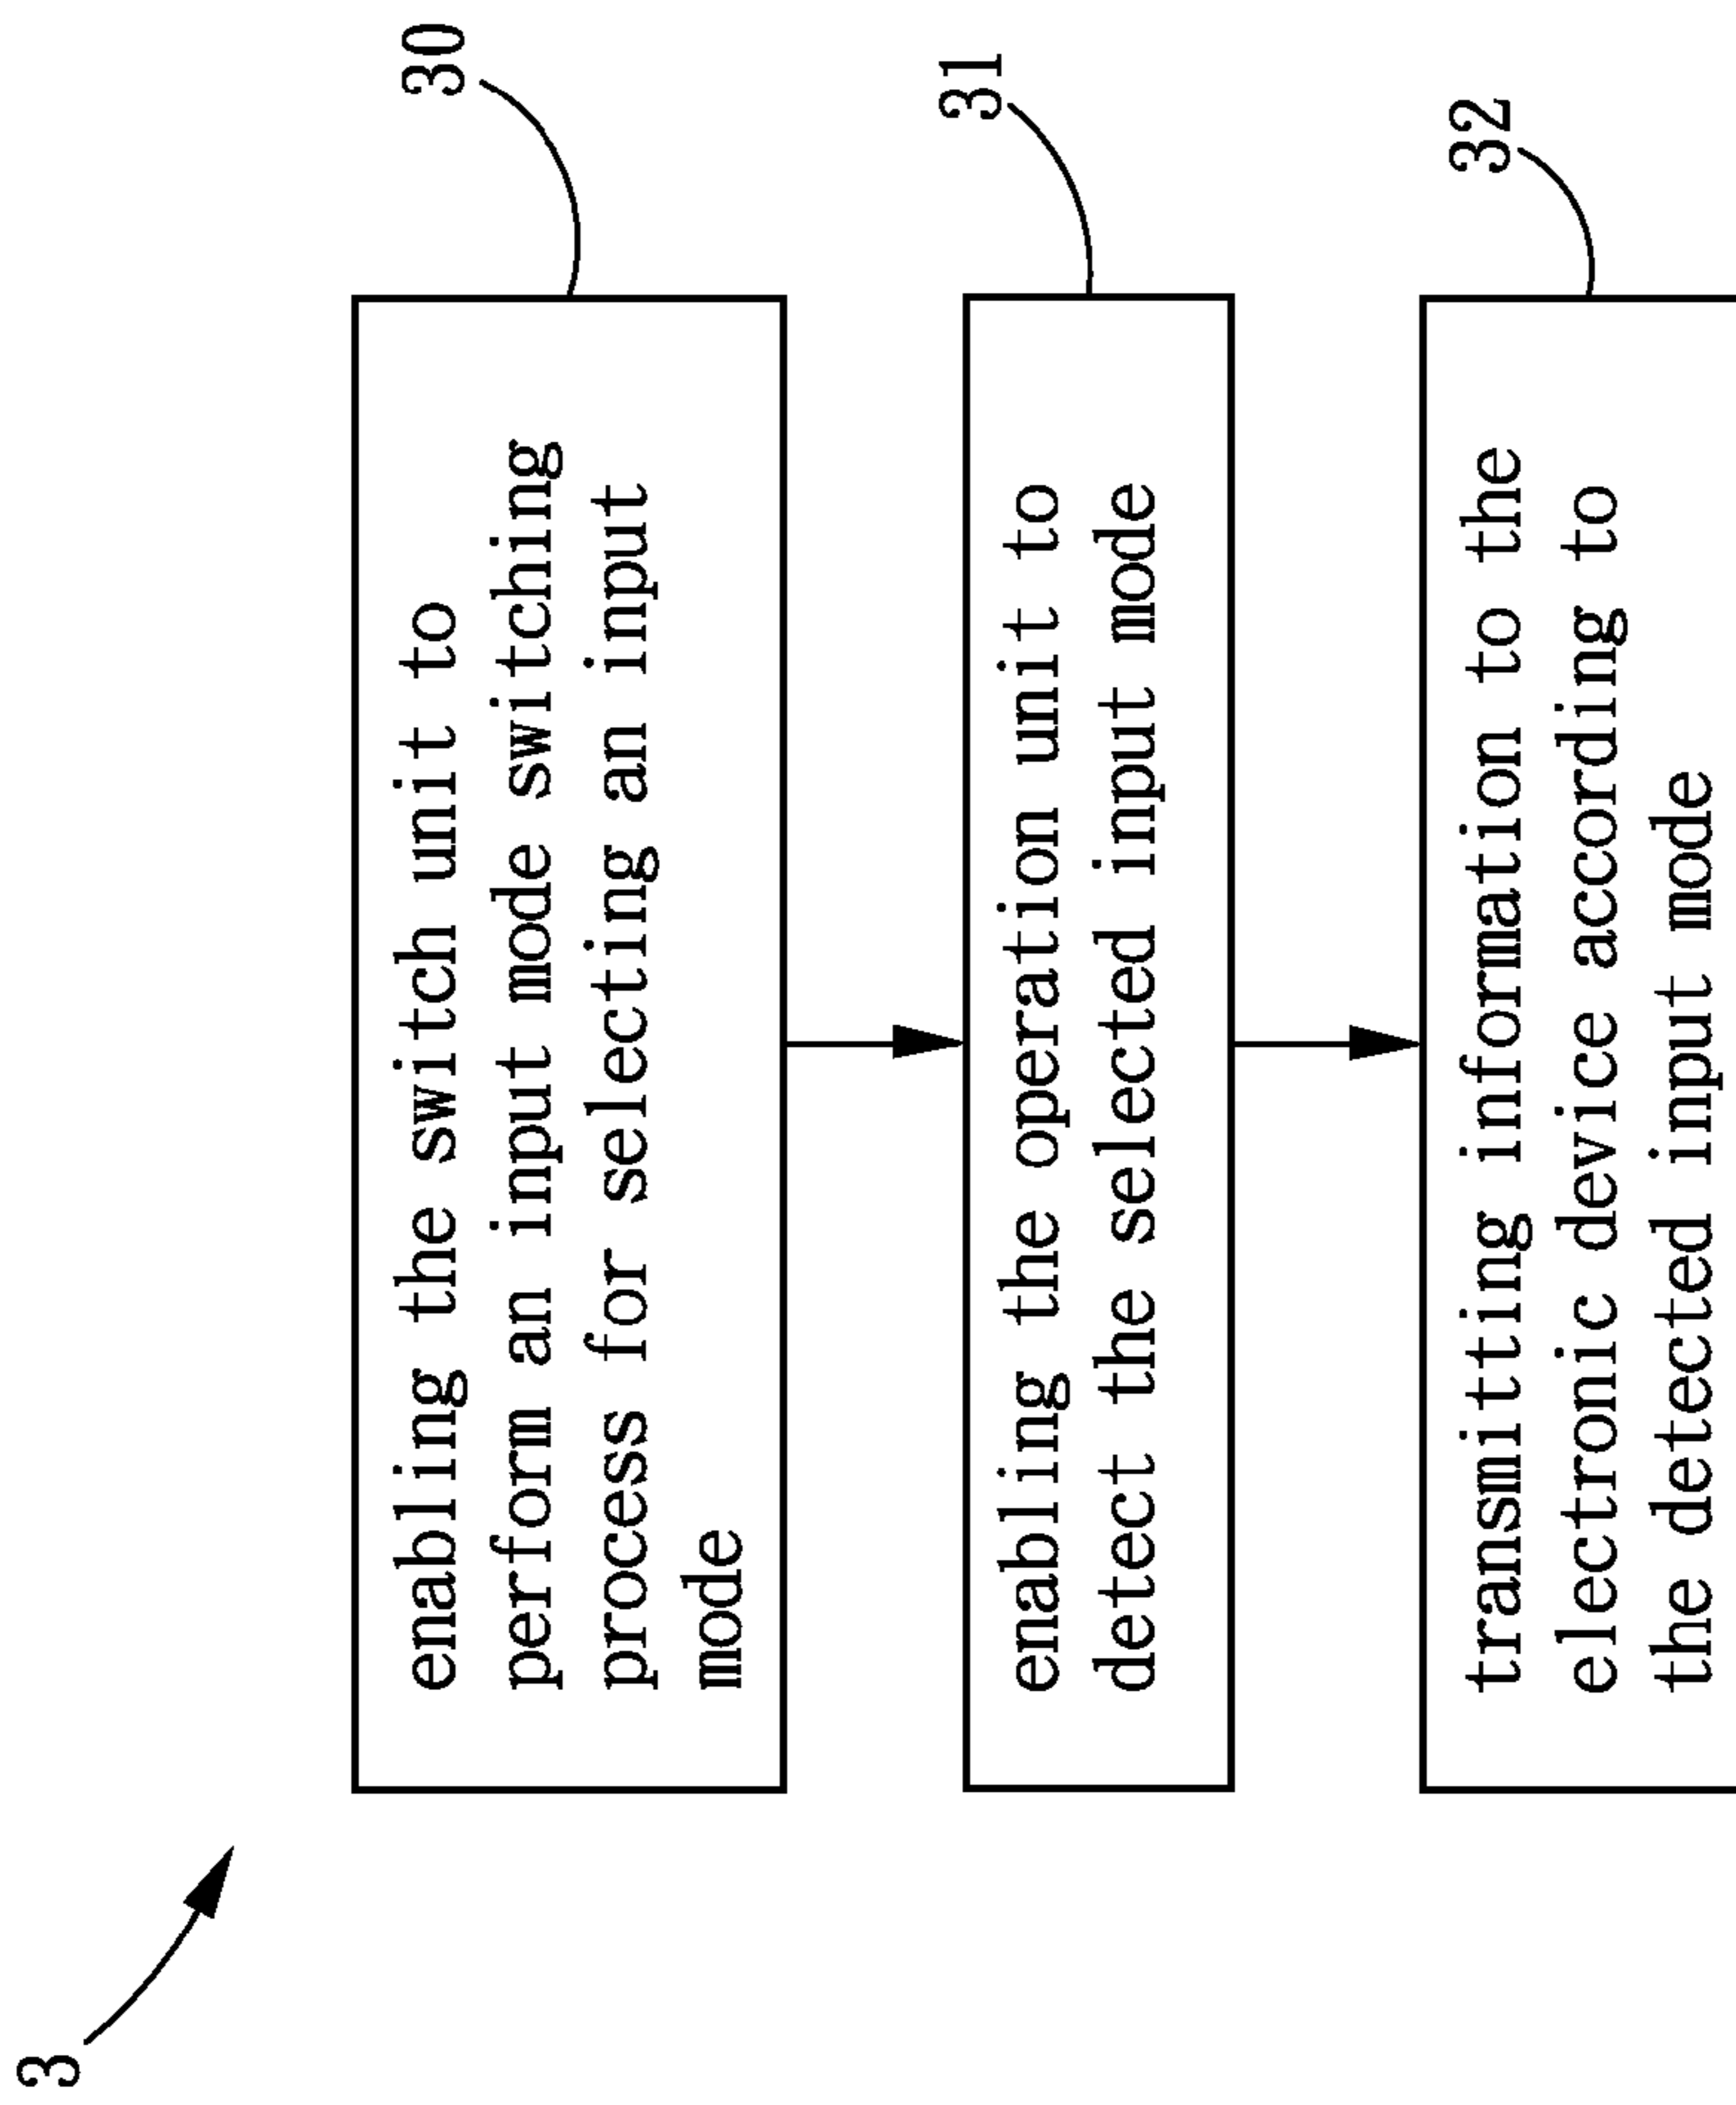 3
30
enabling the switch unit to
perform an input mode switching
process for selecting an input
mode
31
enabling the operation unit to
detect the selected input mode
32
transmitting information to the
electronic device according to
the detected input mode